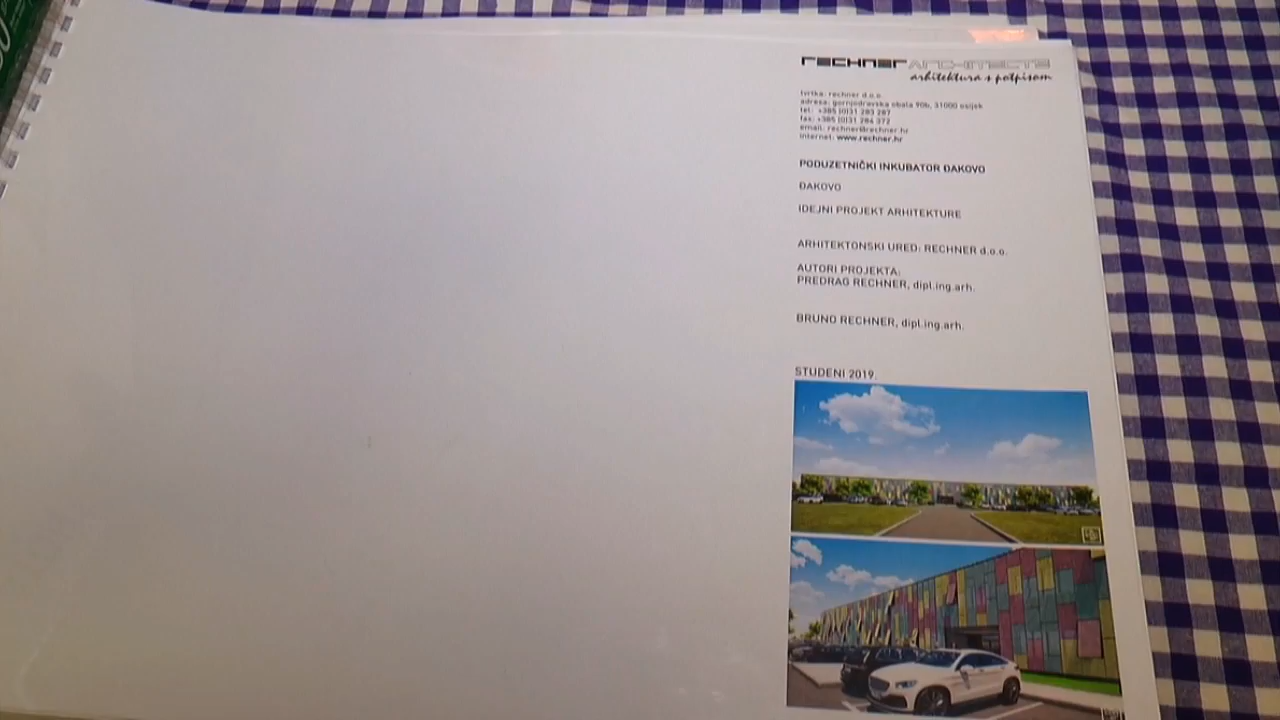 rechner ARCHITECTS
arhitektura s potpisom
tvrtka: rechner d.o.o.
adresa: gornjodravska obala 90b, 31000 osijek
tel: +385 (0)31 283 287
fax: +385 (0)31 284 372
email: rechner@rechner.hr
internet: www.rechner.hr
PODUZETNIČKI INKUBATOR ĐAKOVO
ĐAKOVO
IDEJNI PROJEKT ARHITEKTURE
ARHITEKTONSKI URED: RECHNER d.o.o.
AUTORI PROJEKTA:
PREDRAG RECHNER, dipl.ing.arh.
BRUNO RECHNER, dipl.ing.arh.
STUDENI 2019.